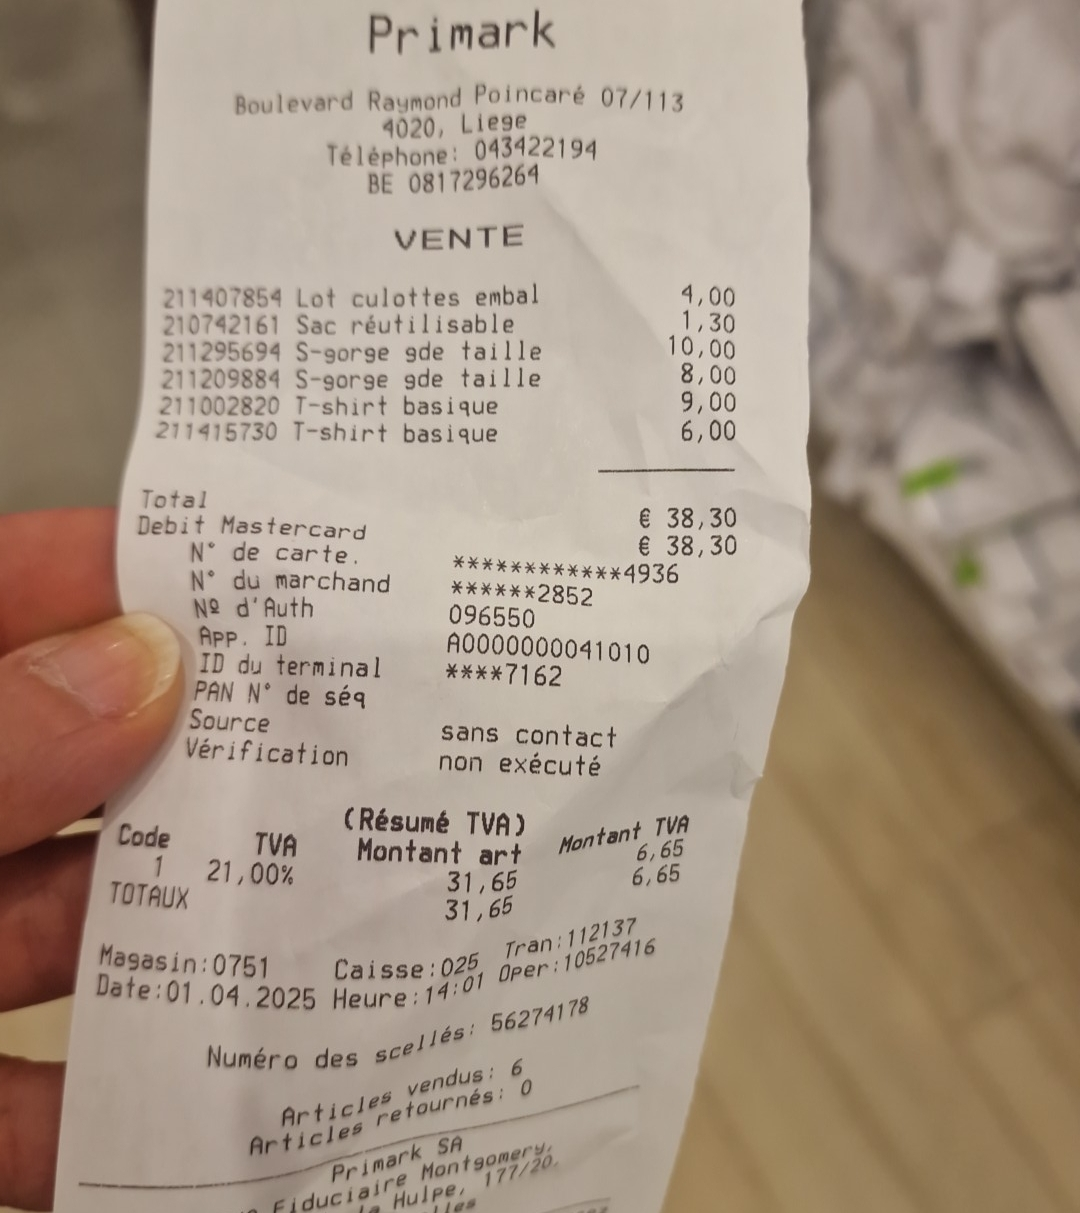 Primark
Boulevard Raymond Poincaré 07/113
4020, Liege
Téléphone: 043422194
BE 0817296264
VENTE
211407854 Lot culottes embal 4,00
210742161 Sac réutilisable 1,30
211295694 S-gorge gde taille 10,00
211209884 S-gorge gde taille 8,00
211002820 T-shirt basique 9,00
211415730 T-shirt basique 6,00
Total € 38,30
Debit Mastercard € 38,30
N° de carte. ************4936
N° du marchand ******2852
Nº d'Auth 096550
App. ID A0000000041010
ID du terminal ****7162
PAN N° de séq
Source sans contact
Vérification non exécuté
(Résumé TVA)
Code TVA Montant art Montant TVA
1 21,00% 31,65 6,65
TOTAUX 31,65 6,65
Magasin:0751 Caisse:025 Tran:112137
Date:01.04.2025 Heure:14:01 Oper:10527416
Numéro des scellés: 56274178
Articles vendus: 6
Articles retournés: 0
Primark SA
Fiduciaire Montgomery,
Hulpe, 177/20